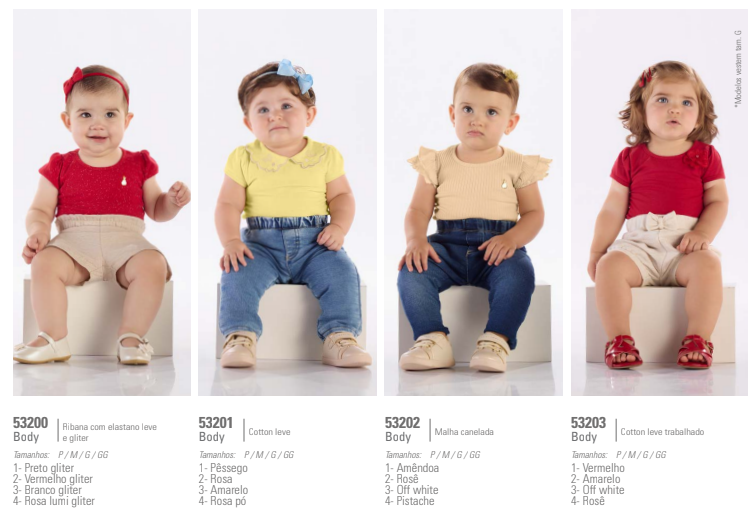 *Modelos vestem tam. G
53200
Body
Ribana com elastano leve
e gliter
Tamanhos: P / M / G / GG
1- Preto gliter
2- Vermelho gliter
3- Branco gliter
4- Rosa lumi gliter
53201
Body
Cotton leve
Tamanhos: P / M / G / GG
1- Pêssego
2- Rosa
3- Amarelo
4- Rosa pó
53202
Body
Malha canelada
Tamanhos: P / M / G / GG
1- Amêndoa
2- Rosê
3- Off white
4- Pistache
53203
Body
Cotton leve trabalhado
Tamanhos: P / M / G / GG
1- Vermelho
2- Amarelo
3- Off white
4- Rosê